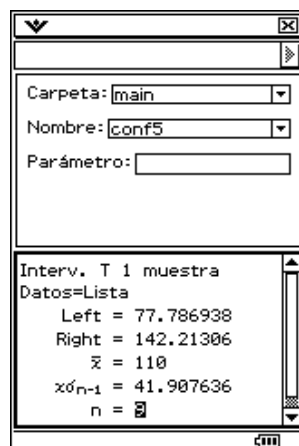 Carpeta: main
Nombre: conf5
Parámetro:
Interv. T 1 muestra
Datos=Lista
Left = 77.786938
Right = 142.21306
x̄ = 110
xσn-1 = 41.907636
n = 9